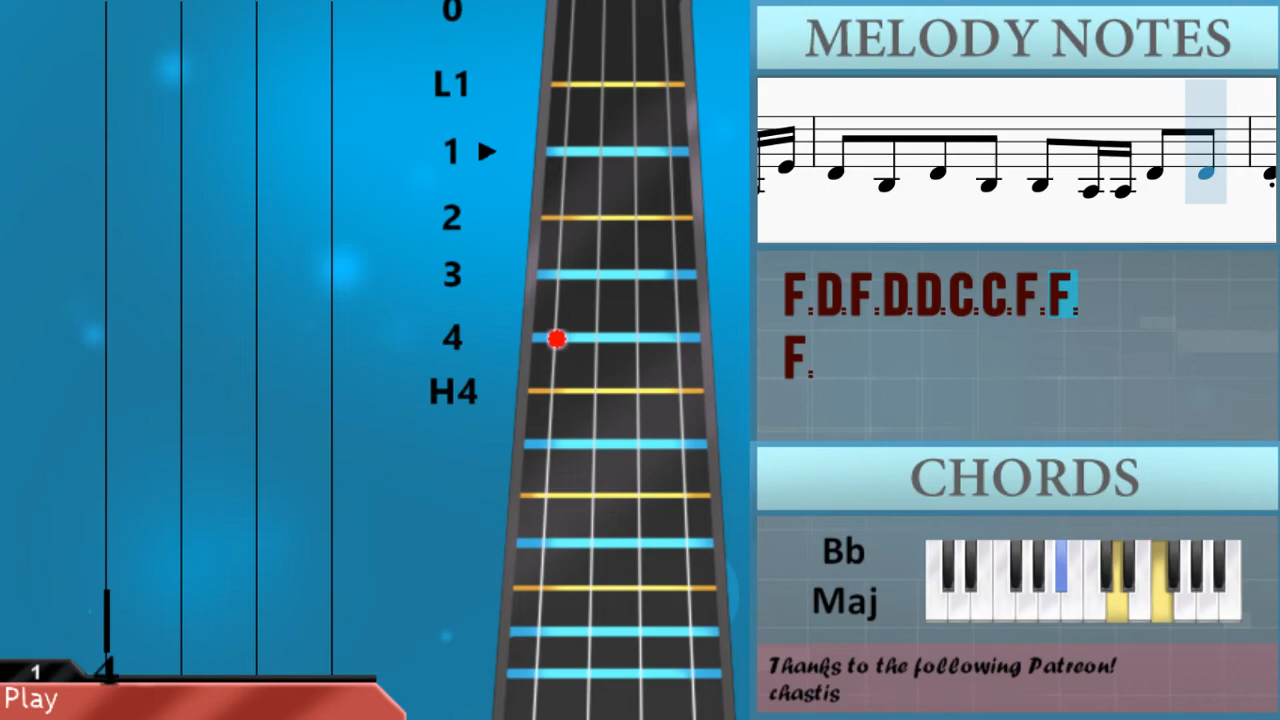 0
L1
1
2
3
4
H4
1
4
Play
MELODY NOTES
F.D.F.D.D.C.C.F.F.
F.
CHORDS
Bb
Maj
Thanks to the following Patreon!
chastis